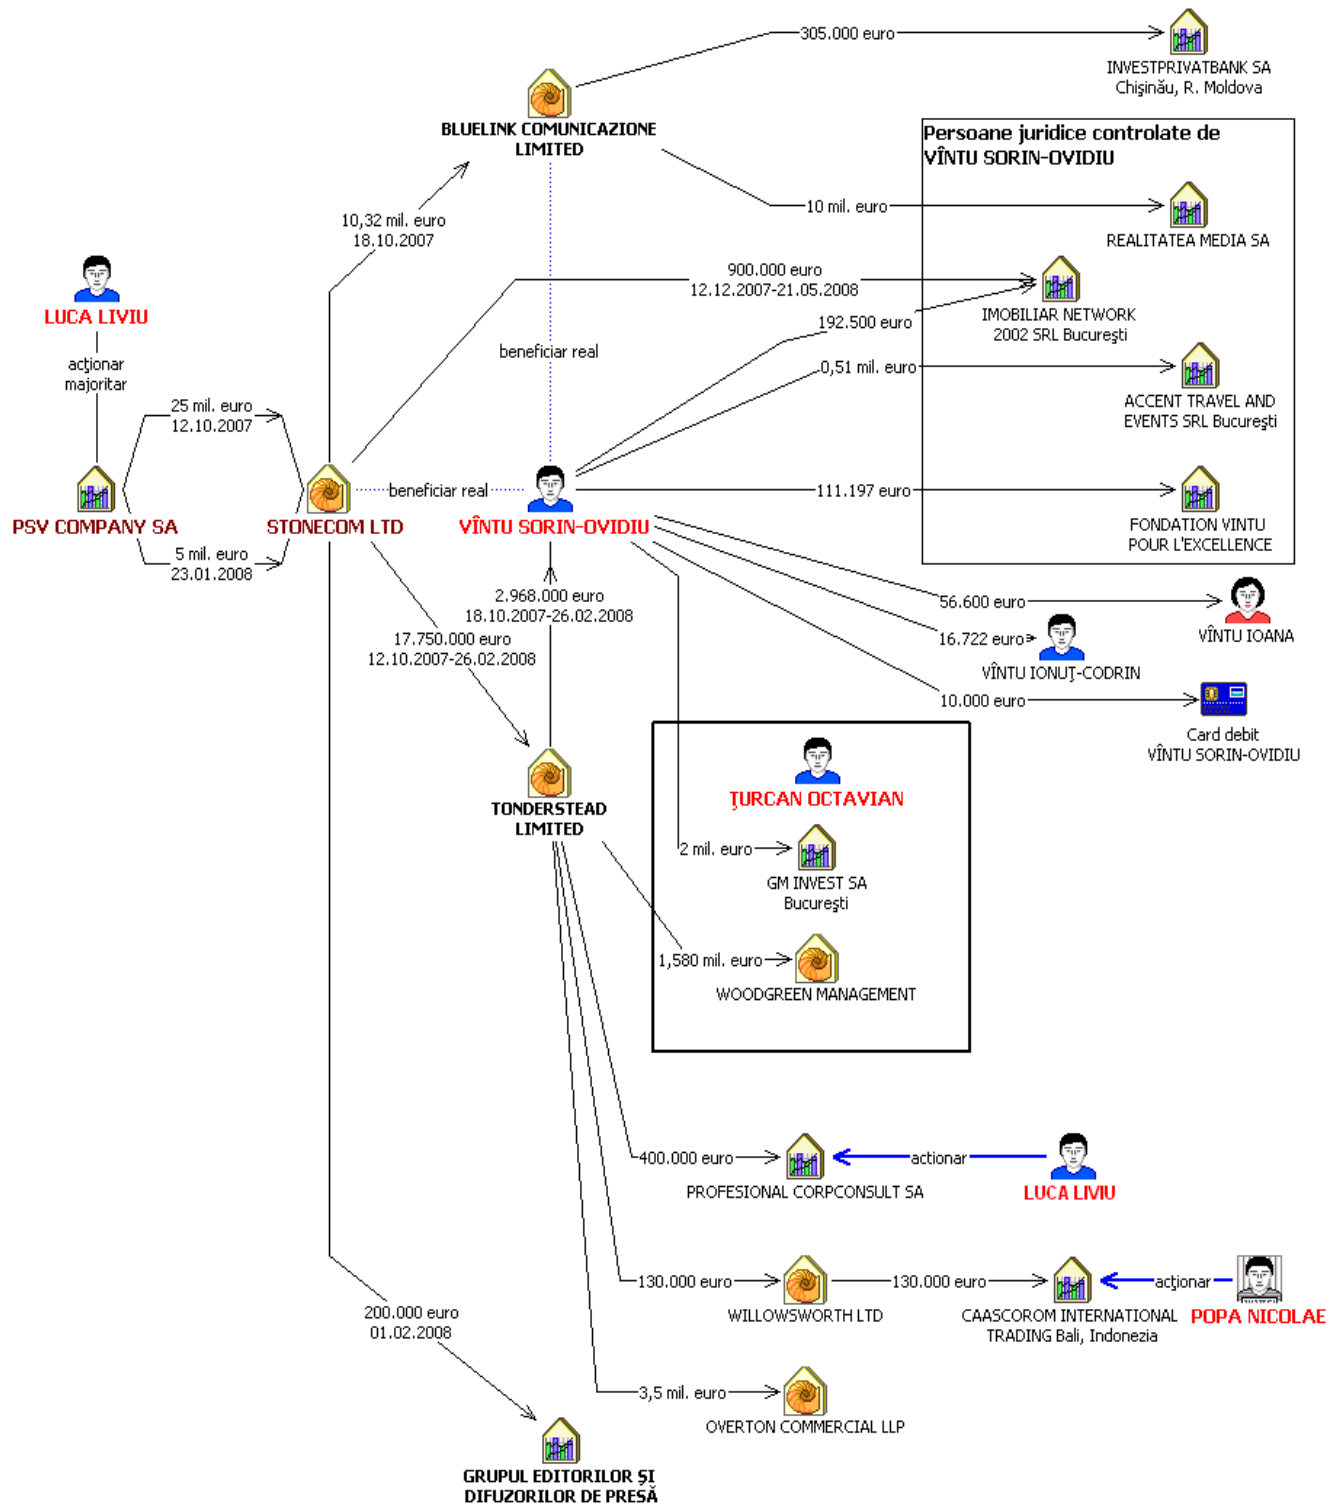 305.000 euro
INVESTPRIVATBANK SA
Chişinău, R. Moldova
BLUELINK COMUNICAZIONE
LIMITED
Persoane juridice controlate de
VÎNTU SORIN-OVIDIU
10 mil. euro
REALITATEA MEDIA SA
10,32 mil. euro
18.10.2007
900.000 euro
12.12.2007-21.05.2008
LUCA LIVIU
IMOBILIAR NETWORK
2002 SRL Bucureşti
192.500 euro
beneficiar real
acţionar
majoritar
0,51 mil. euro
ACCENT TRAVEL AND
EVENTS SRL Bucureşti
25 mil. euro
12.10.2007
beneficiar real
111.197 euro
PSV COMPANY SA
STONECOM LTD
VÎNTU SORIN-OVIDIU
FONDATION VINTU
POUR L'EXCELLENCE
5 mil. euro
23.01.2008
2.968.000 euro
18.10.2007-26.02.2008
56.600 euro
VÎNTU IOANA
17.750.000 euro
12.10.2007-26.02.2008
16.722 euro
VÎNTU IONUŢ-CODRIN
10.000 euro
Card debit
VÎNTU SORIN-OVIDIU
TONDERSTEAD
LIMITED
ŢURCAN OCTAVIAN
2 mil. euro
GM INVEST SA
Bucureşti
1,580 mil. euro
WOODGREEN MANAGEMENT
400.000 euro
actionar
PROFESIONAL CORPCONSULT SA
LUCA LIVIU
130.000 euro
130.000 euro
acţionar
WILLOWSWORTH LTD
CAASCOROM INTERNATIONAL
TRADING Bali, Indonezia
POPA NICOLAE
200.000 euro
01.02.2008
3,5 mil. euro
OVERTON COMMERCIAL LLP
GRUPUL EDITORILOR ŞI
DIFUZORILOR DE PRESĂ